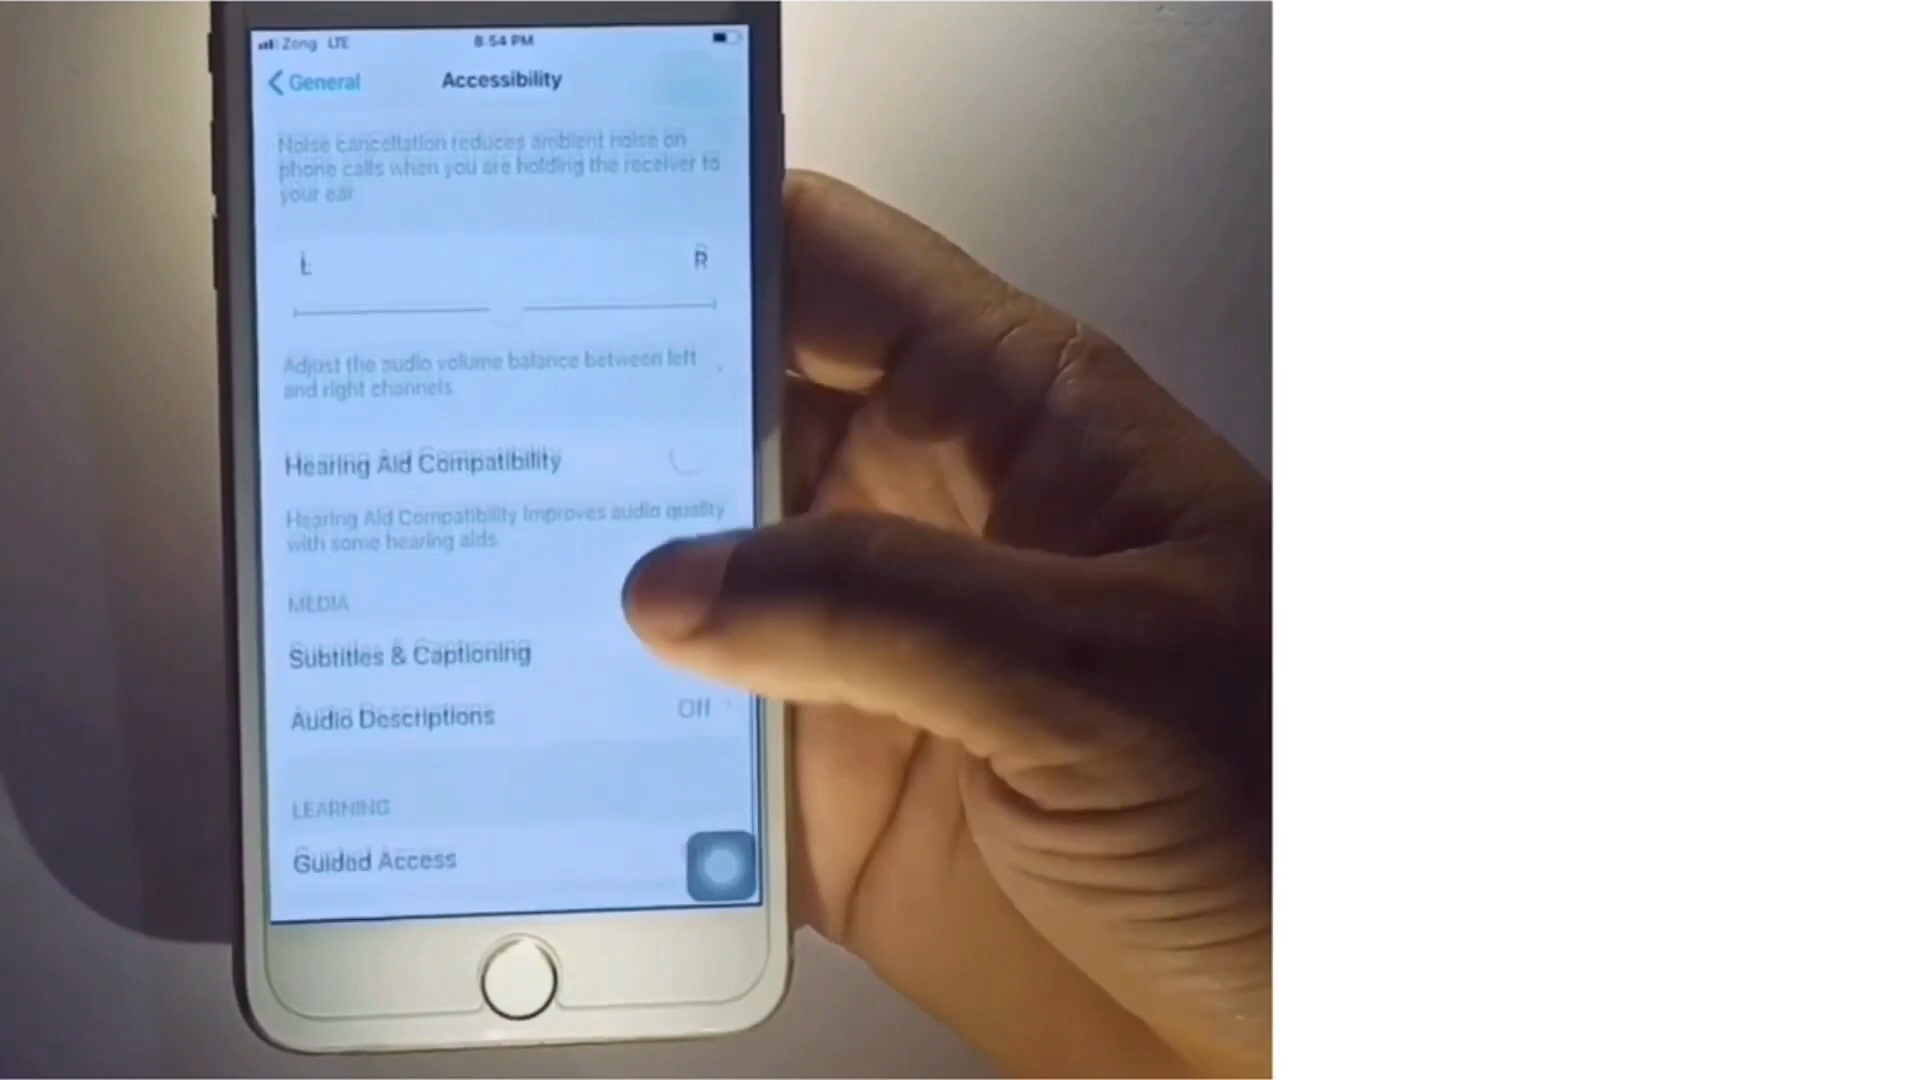 Zong LTE 8:54 PM
General Accessibility
Noise cancellation reduces ambient noise on
phone calls when you are holding the receiver to
your ear
L R
Adjust the audio volume balance between left
and right channels
Hearing Aid Compatibility
Hearing Aid Compatibility improves audio quality
with some hearing aids
MEDIA
Subtitles & Captioning
Audio Descriptions Off
LEARNING
Guided Access